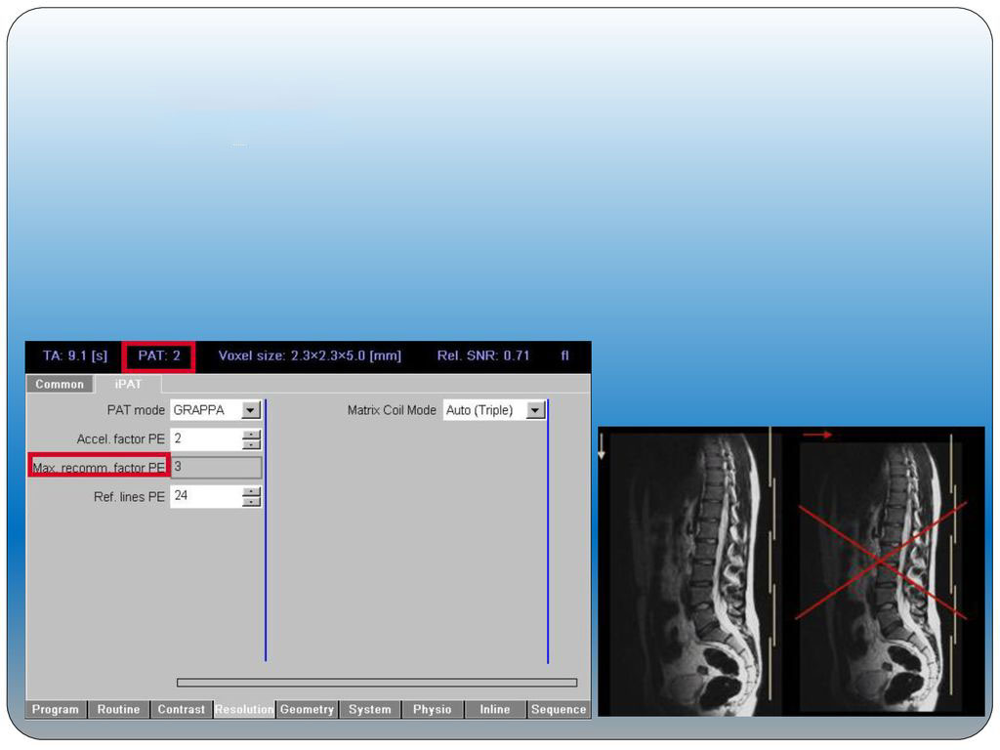 TA: 9.1 [s] PAT: 2 Voxel size: 2.3×2.3×5.0 [mm] Rel. SNR: 0.71 fl
Common iPAT
PAT mode GRAPPA Matrix Coil Mode Auto (Triple)
Accel. factor PE 2
Max. recomm. factor PE 3
Ref. lines PE 24
Program Routine Contrast Resolution Geometry System Physio Inline Sequence